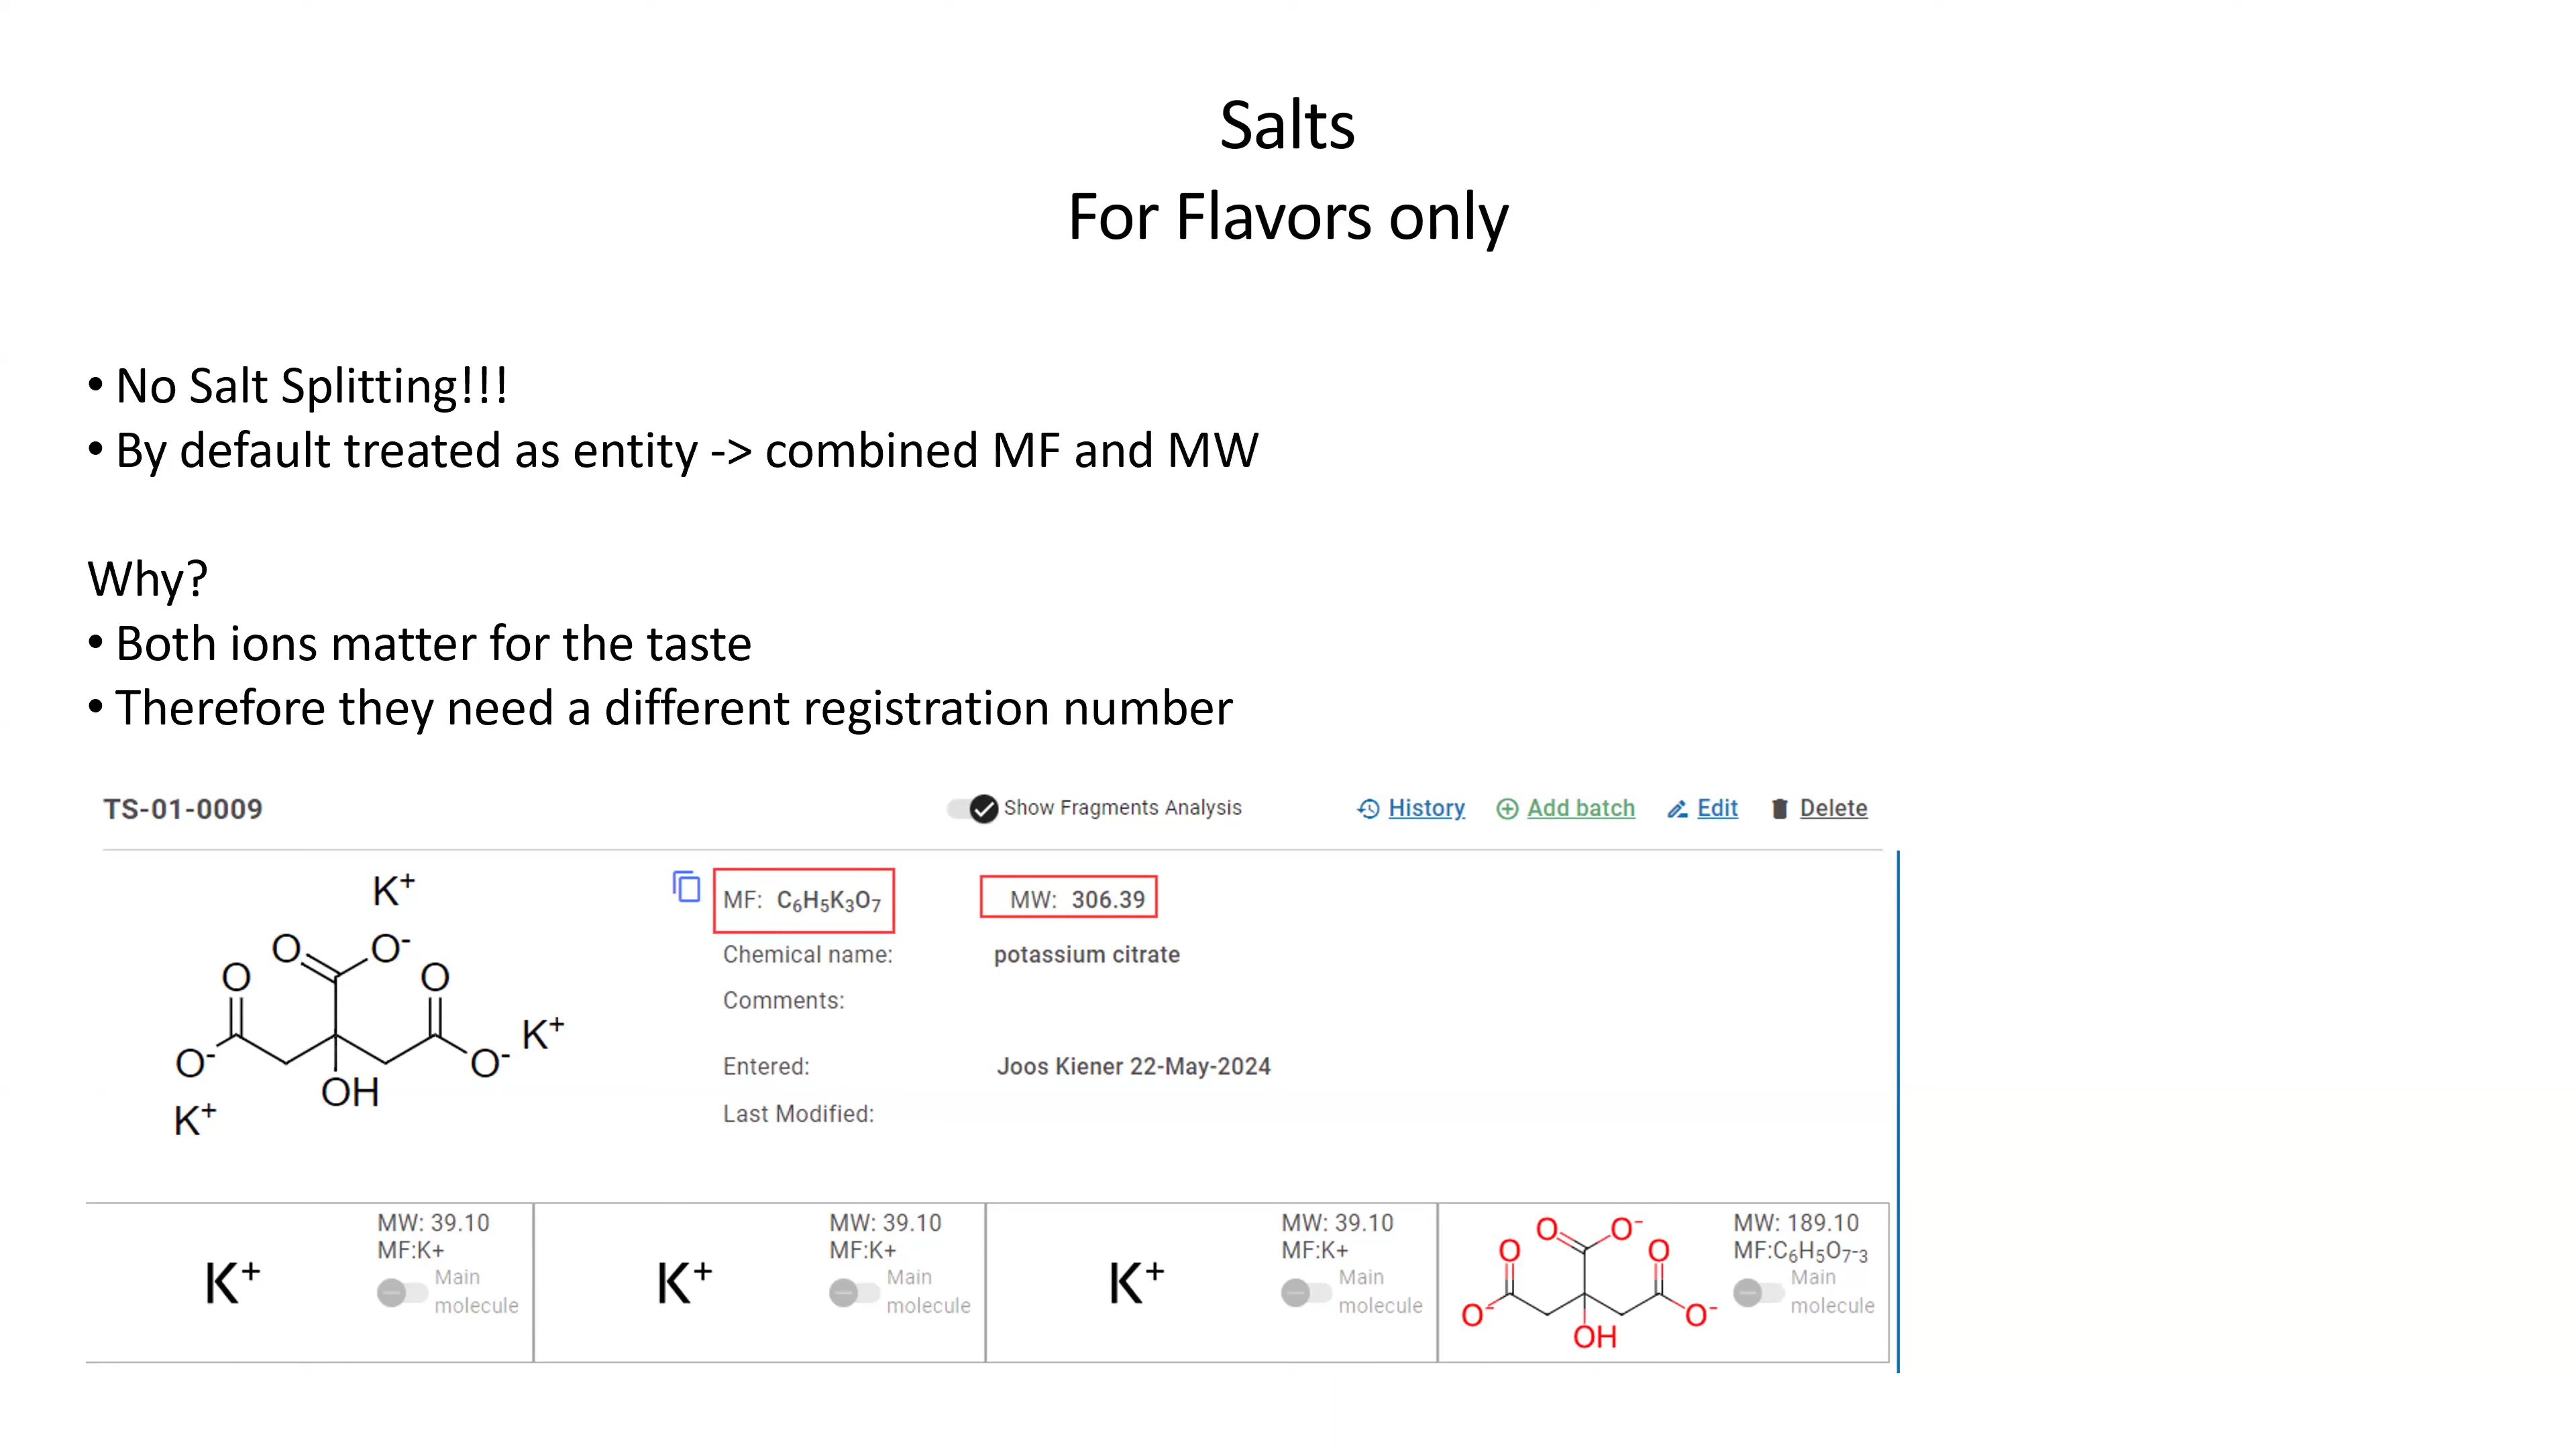 Salts
For Flavors only
• No Salt Splitting!!!
• By default treated as entity -> combined MF and MW
Why?
• Both ions matter for the taste
• Therefore they need a different registration number
TS-01-0009 Show Fragments Analysis History Add batch Edit Delete
MF: C₆H₅K₃O₇ MW: 306.39
Chemical name: potassium citrate
Comments:
Entered: Joos Kiener 22-May-2024
Last Modified:
K⁺
O O⁻
O O
K⁺
O⁻ O⁻
OH
K⁺
K⁺
MW: 39.10
MF:K+
Main
molecule
K⁺
MW: 39.10
MF:K+
Main
molecule
K⁺
MW: 39.10
MF:K+
Main
molecule
O O⁻
O O
O⁻ O⁻
OH
MW: 189.10
MF:C₆H₅O₇₋₃
Main
molecule